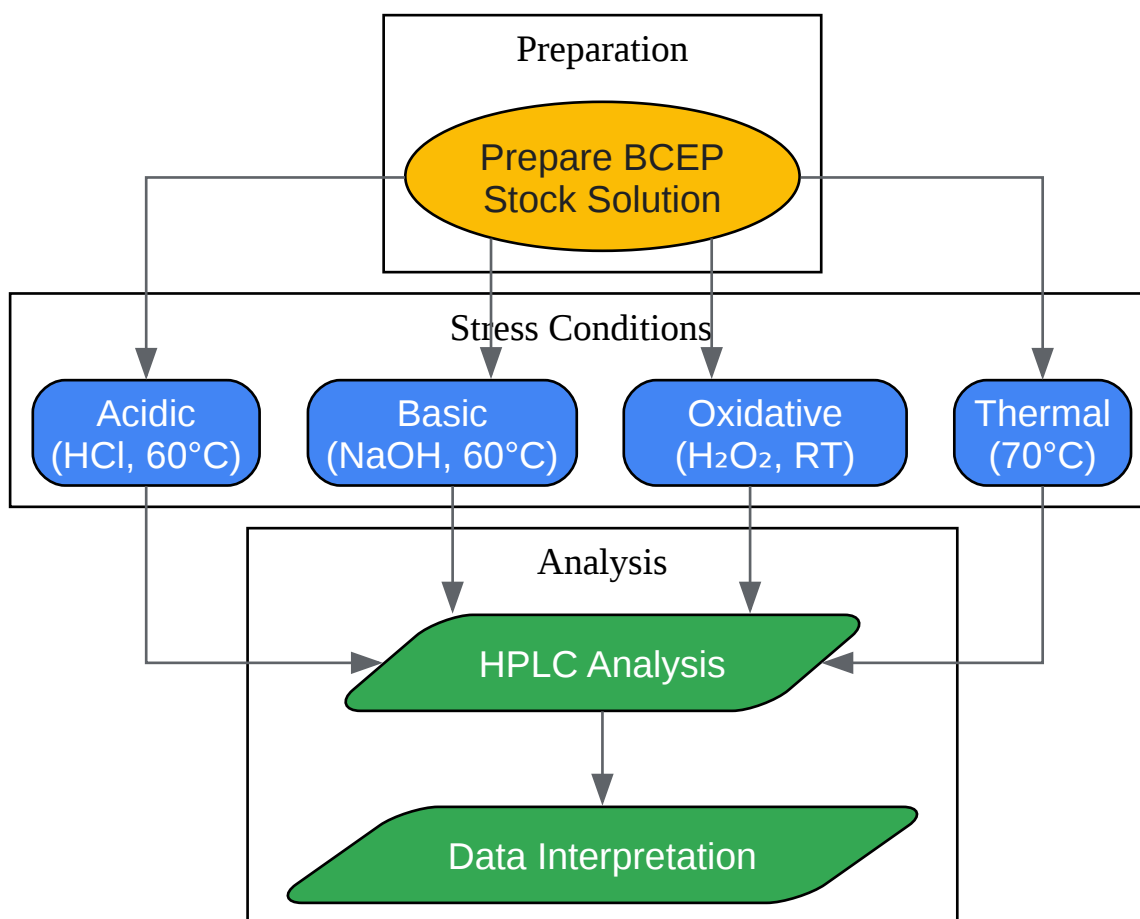 Preparation
Prepare BCEP
Stock Solution
Stress Conditions
Acidic
(HCl, 60°C)
Basic
(NaOH, 60°C)
Oxidative
(H₂O₂, RT)
Thermal
(70°C)
Analysis
HPLC Analysis
Data Interpretation